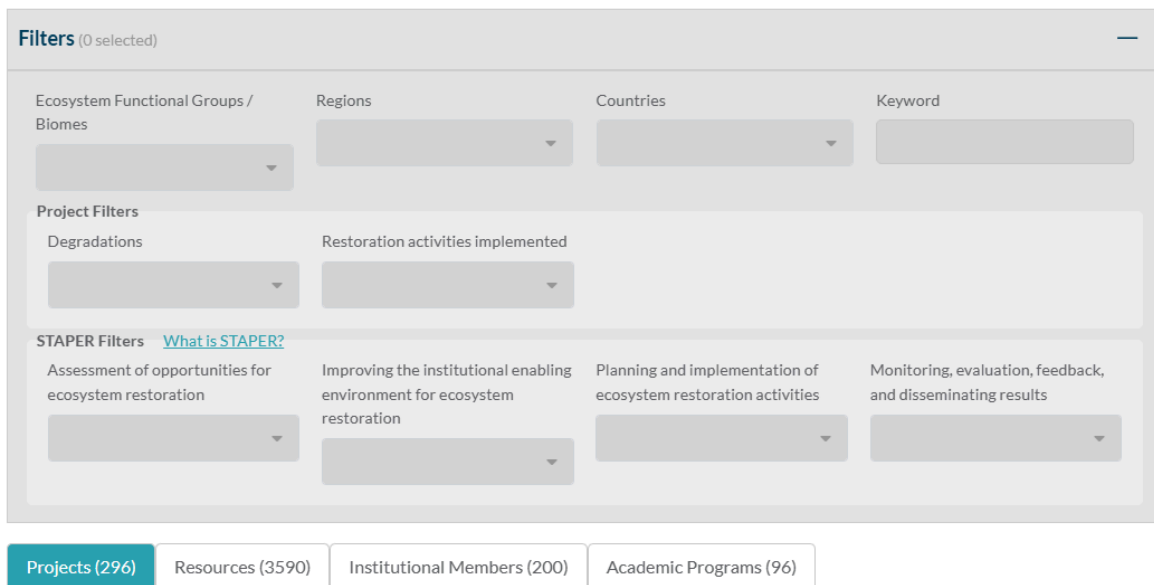 Filters (0 selected)
Ecosystem Functional Groups /
Biomes
Regions
Countries
Keyword
Project Filters
Degradations
Restoration activities implemented
STAPER Filters What is STAPER?
Assessment of opportunities for
ecosystem restoration
Improving the institutional enabling
environment for ecosystem
restoration
Planning and implementation of
ecosystem restoration activities
Monitoring, evaluation, feedback,
and disseminating results
Projects (296)
Resources (3590)
Institutional Members (200)
Academic Programs (96)